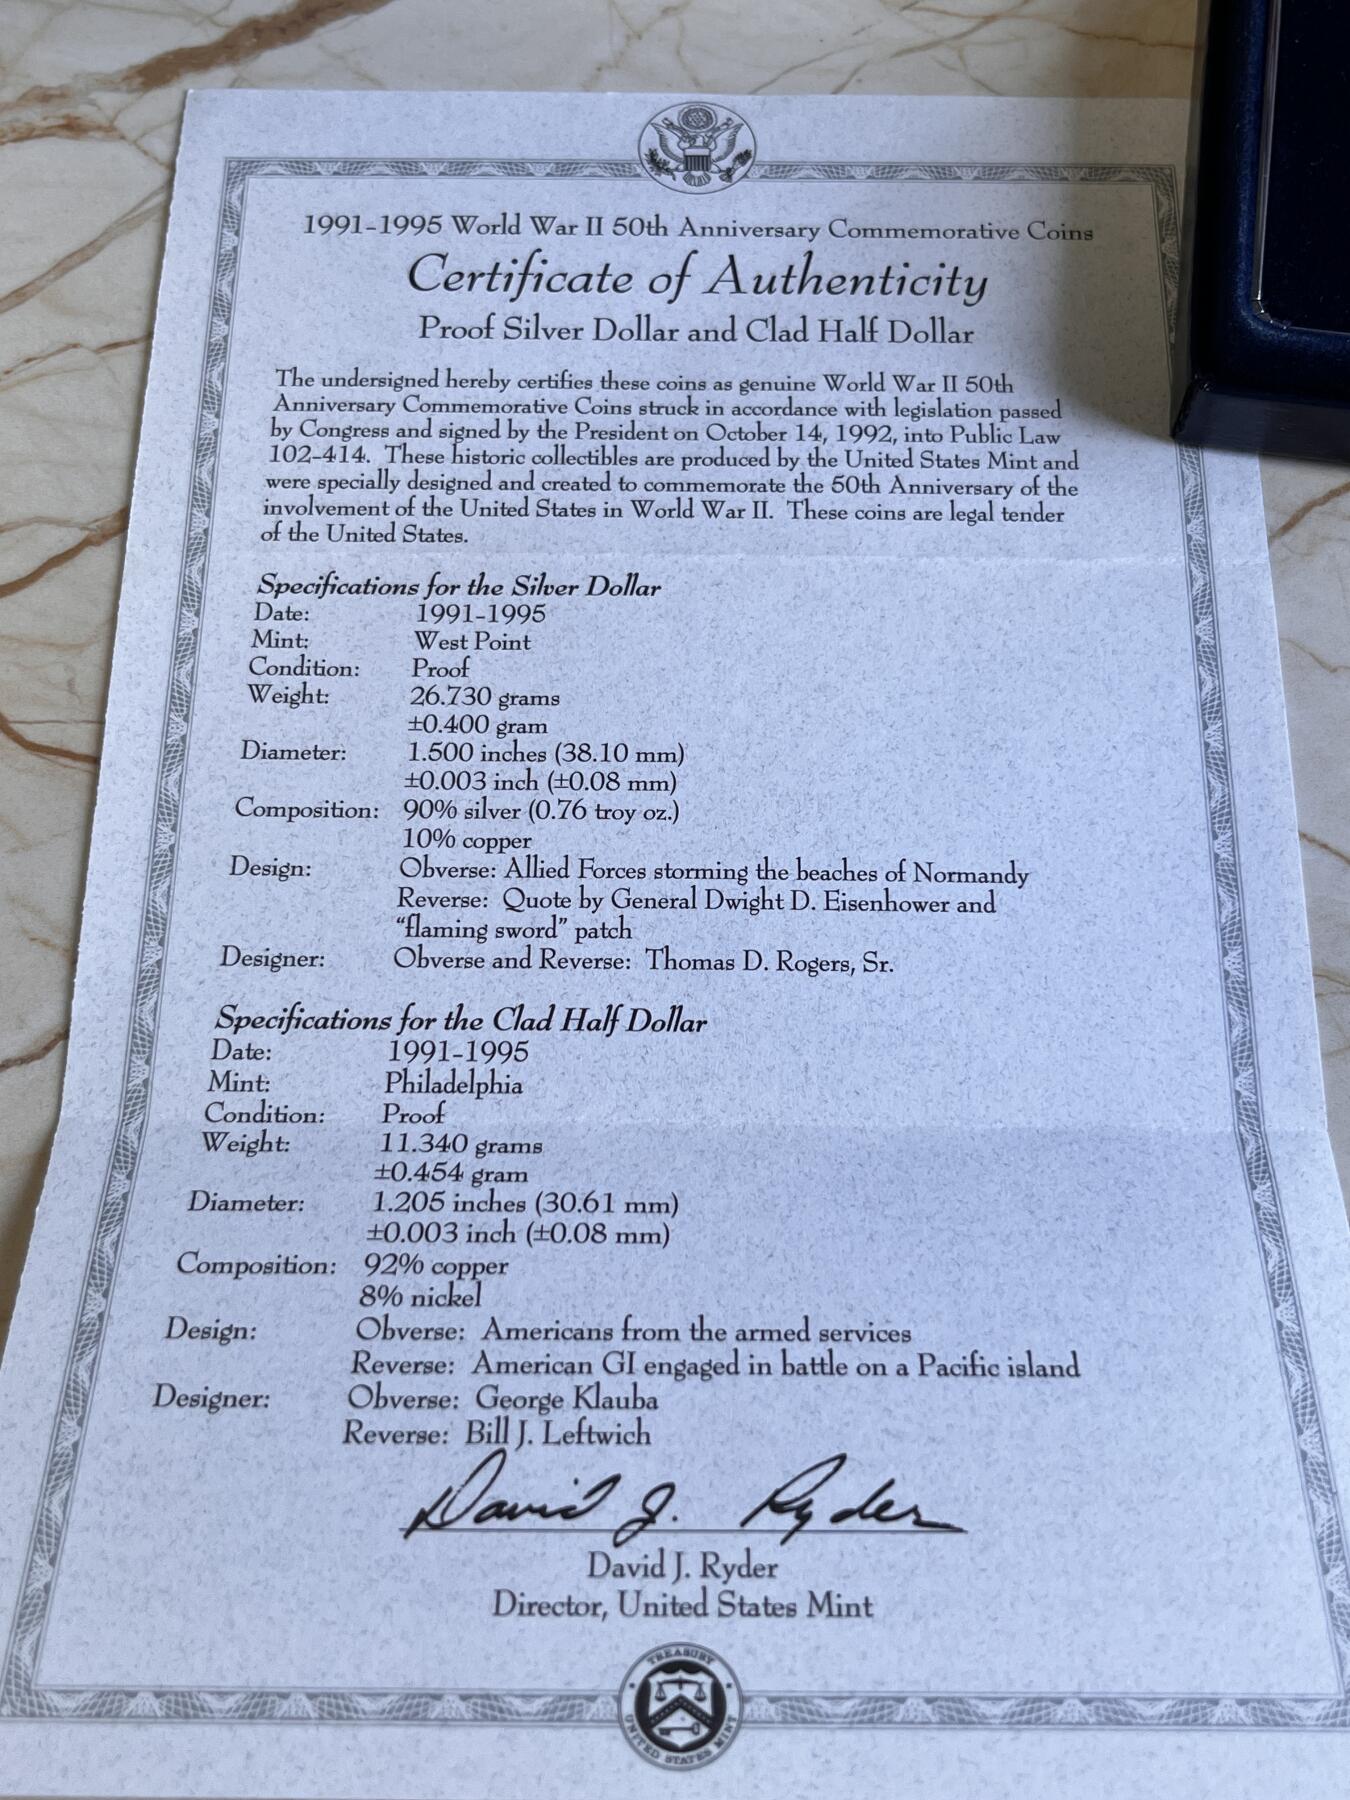 1991-1995 World War II 50th Anniversary Commemorative Coins
Certificate of Authenticity
Proof Silver Dollar and Clad Half Dollar
The undersigned hereby certifies these coins as genuine World War II 50th
Anniversary Commemorative Coins struck in accordance with legislation passed
by Congress and signed by the President on October 14, 1992, into Public Law
102-414. These historic collectibles are produced by the United States Mint and
were specially designed and created to commemorate the 50th Anniversary of the
involvement of the United States in World War II. These coins are legal tender
of the United States.
Specifications for the Silver Dollar
Date: 1991-1995
Mint: West Point
Condition: Proof
Weight: 26.730 grams
±0.400 gram
Diameter: 1.500 inches (38.10 mm)
±0.003 inch (±0.08 mm)
Composition: 90% silver (0.76 troy oz.)
10% copper
Design: Obverse: Allied Forces storming the beaches of Normandy
Reverse: Quote by General Dwight D. Eisenhower and
"flaming sword" patch
Designer: Obverse and Reverse: Thomas D. Rogers, Sr.
Specifications for the Clad Half Dollar
Date: 1991-1995
Mint: Philadelphia
Condition: Proof
Weight: 11.340 grams
±0.454 gram
Diameter: 1.205 inches (30.61 mm)
±0.003 inch (±0.08 mm)
Composition: 92% copper
8% nickel
Design: Obverse: Americans from the armed services
Reverse: American GI engaged in battle on a Pacific island
Designer: Obverse: George Klauba
Reverse: Bill J. Leftwich
David J. Ryder
David J. Ryder
Director, United States Mint
TREASURY
UNITED STATES MINT